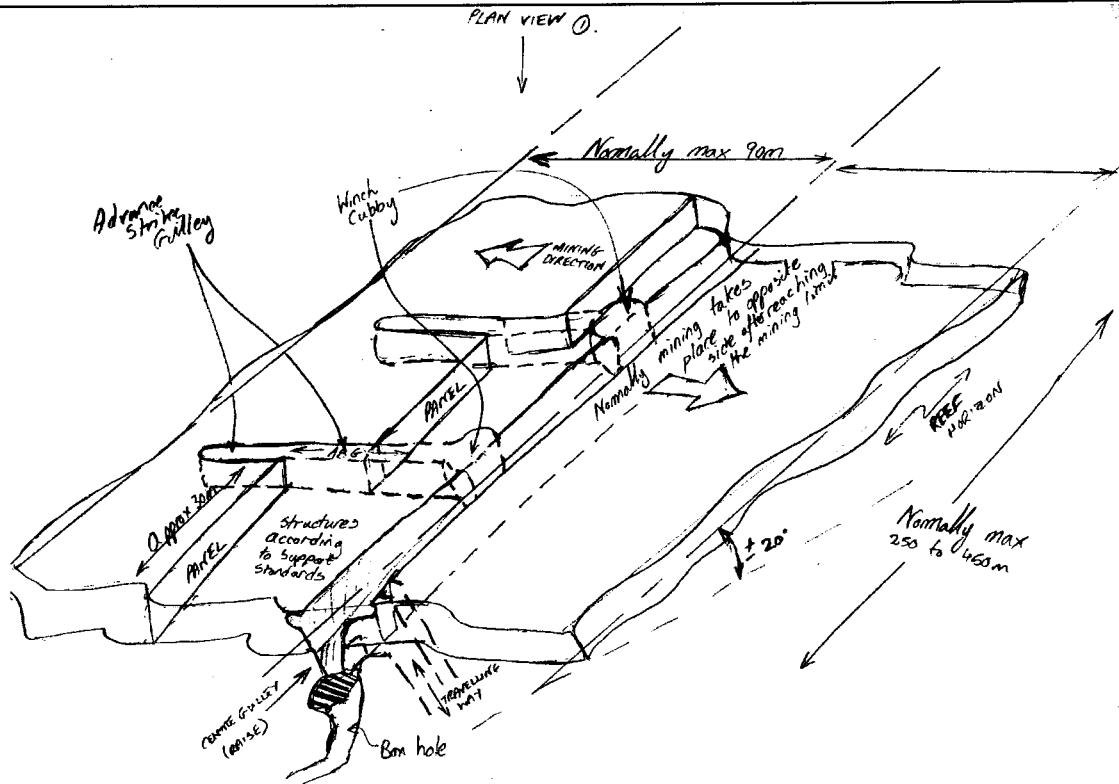 PLAN VIEW ①.
Normally max 90m
Advance
Strike
Gulley
Winch
Cubby
MINING
DIRECTION
Normally mining takes
place to opposite
side after reaching
the mining limit
PANEL
REEF
HORIZON
ASG
approx 30m
PANEL
Structures
according
to support
standards
± 20°
Normally max
250 to 450m
CENTRE GULLEY
(RAISE)
TRAVELLING
WAY
Box hole